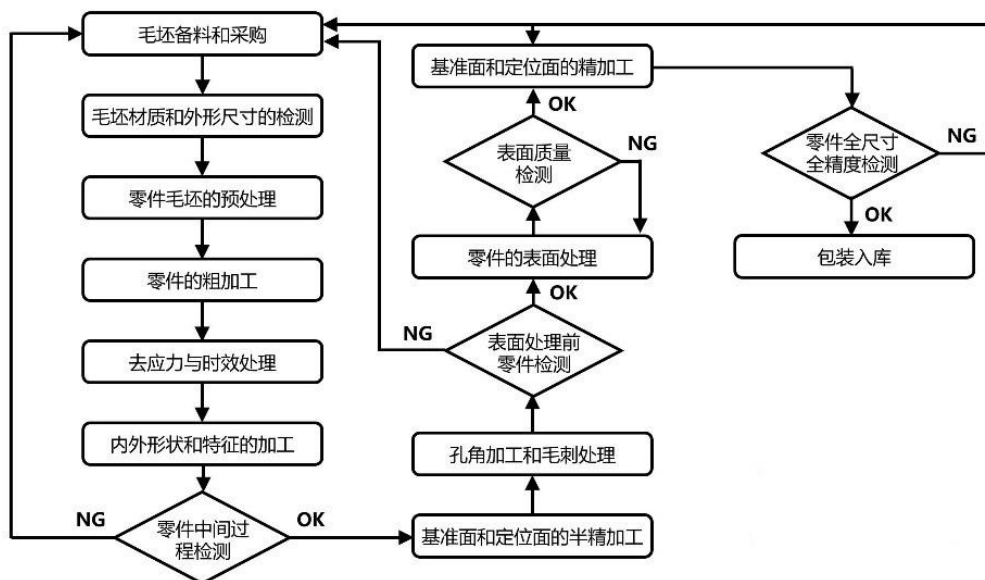 毛坯备料和采购
毛坯材质和外形尺寸的检测
零件毛坯的预处理
零件的粗加工
去应力与时效处理
内外形状和特征的加工
NG
零件中间过
程检测
OK
基准面和定位面的半精加工
孔角加工和毛刺处理
表面处理前
零件检测
NG
OK
零件的表面处理
表面质量
检测
NG
OK
基准面和定位面的精加工
零件全尺寸
全精度检测
NG
OK
包装入库